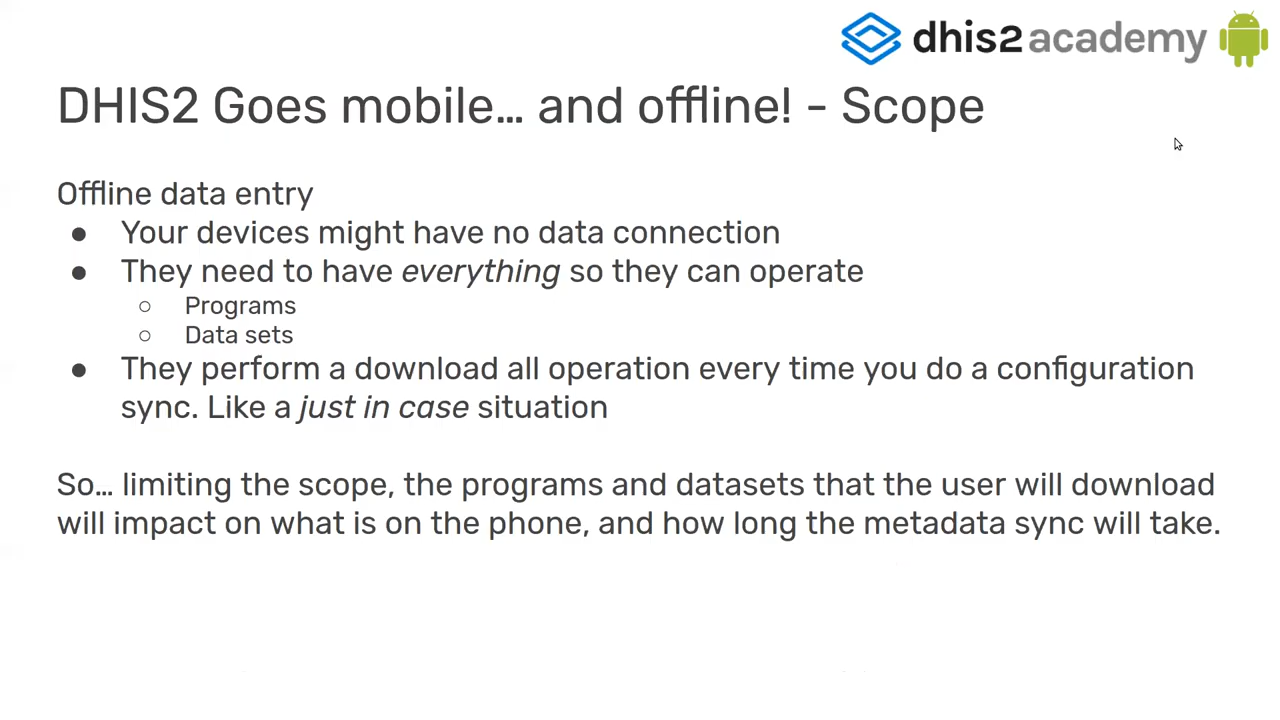 dhis2 academy
DHIS2 Goes mobile… and offline! - Scope
Offline data entry
● Your devices might have no data connection
● They need to have everything so they can operate
○ Programs
○ Data sets
● They perform a download all operation every time you do a configuration
sync. Like a just in case situation
So… limiting the scope, the programs and datasets that the user will download
will impact on what is on the phone, and how long the metadata sync will take.